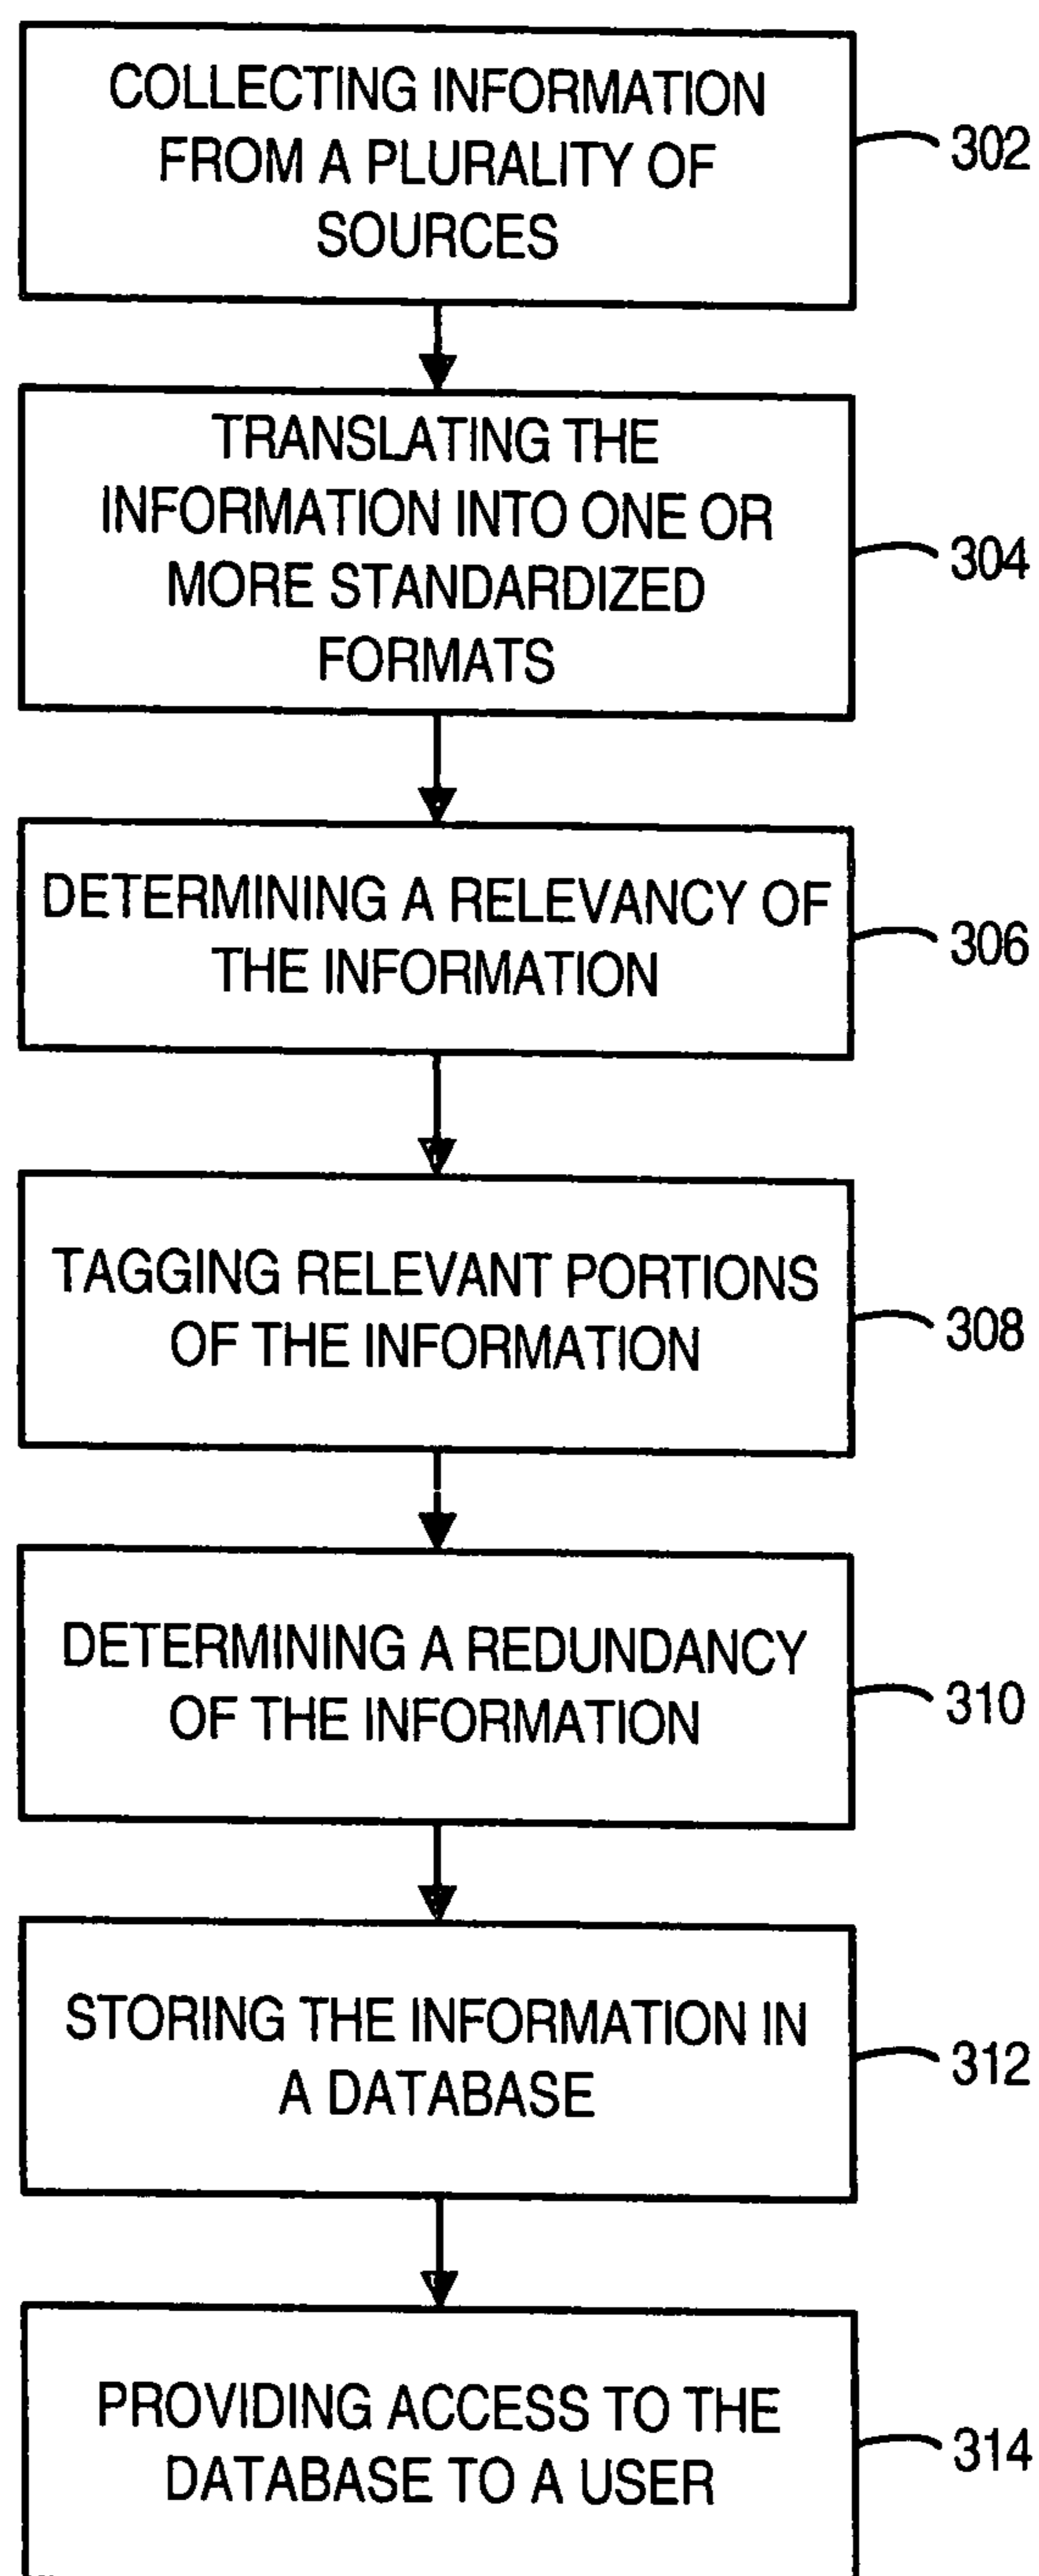 COLLECTING INFORMATION
FROM A PLURALITY OF
SOURCES
302
TRANSLATING THE
INFORMATION INTO ONE OR
MORE STANDARDIZED
FORMATS
304
DETERMINING A RELEVANCY OF
THE INFORMATION
306
TAGGING RELEVANT PORTIONS
OF THE INFORMATION
308
DETERMINING A REDUNDANCY
OF THE INFORMATION
310
STORING THE INFORMATION IN
A DATABASE
312
PROVIDING ACCESS TO THE
DATABASE TO A USER
314